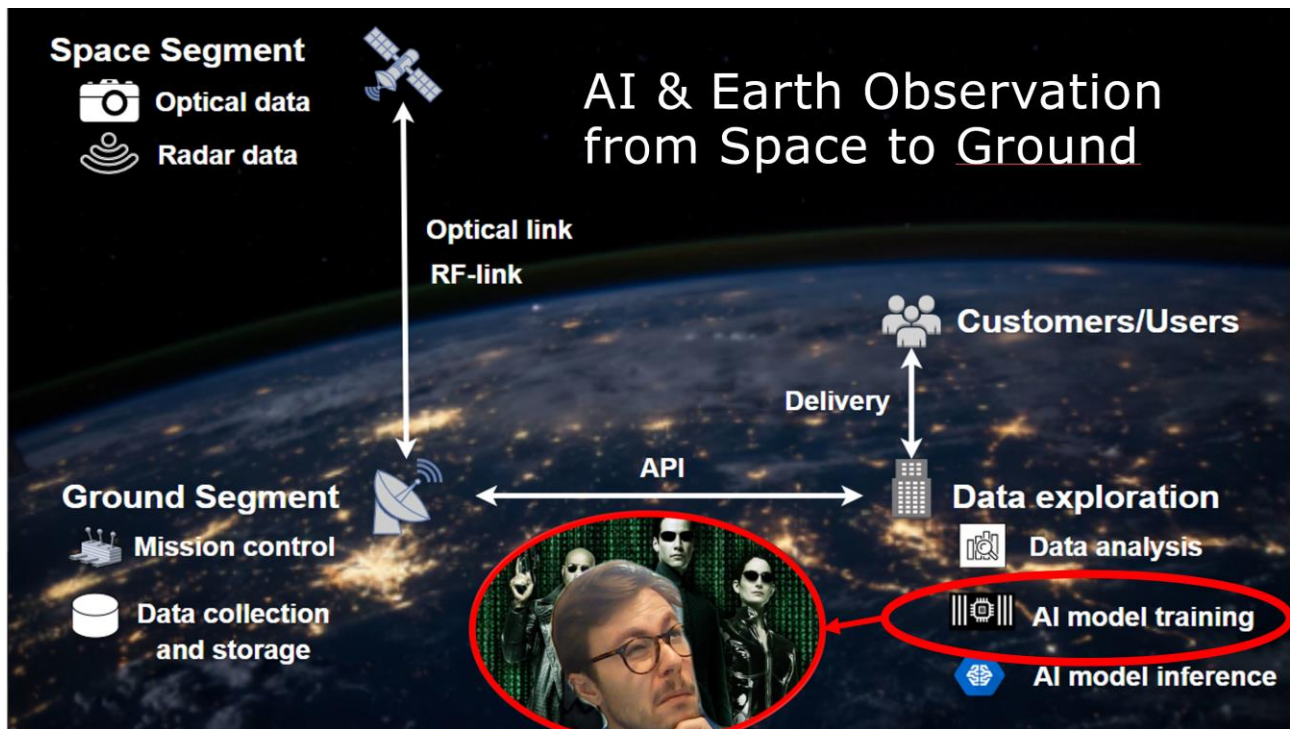 Space Segment
Optical data
Radar data
AI & Earth Observation
from Space to Ground
Optical link
RF-link
Customers/Users
Delivery
API
Ground Segment
Mission control
Data collection
and storage
Data exploration
Data analysis
AI model training
AI model inference